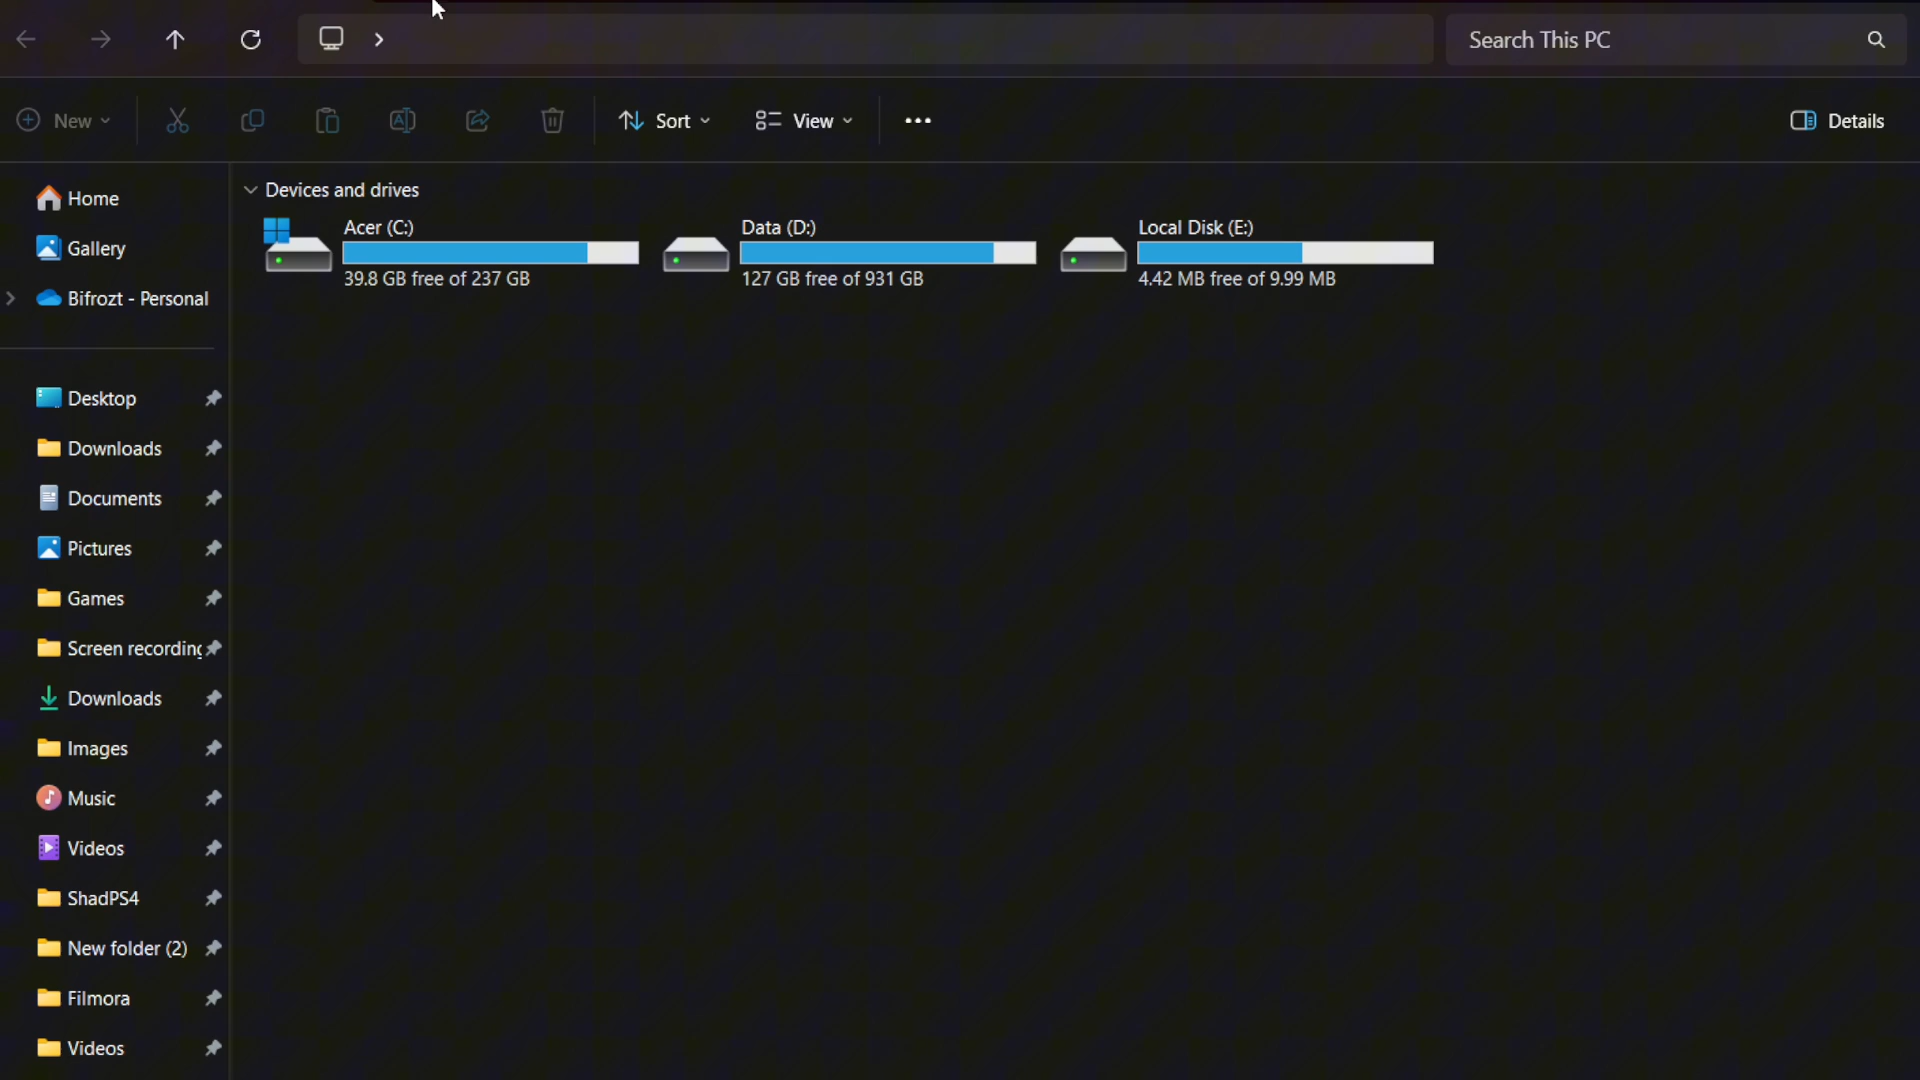 Search This PC
New
Sort
View
Details
Home
Gallery
Bifrozt - Personal
Desktop
Downloads
Documents
Pictures
Games
Screen recording
Downloads
Images
Music
Videos
ShadPS4
New folder (2)
Filmora
Videos
Devices and drives
Acer (C:)
39.8 GB free of 237 GB
Data (D:)
127 GB free of 931 GB
Local Disk (E:)
4.42 MB free of 9.99 MB